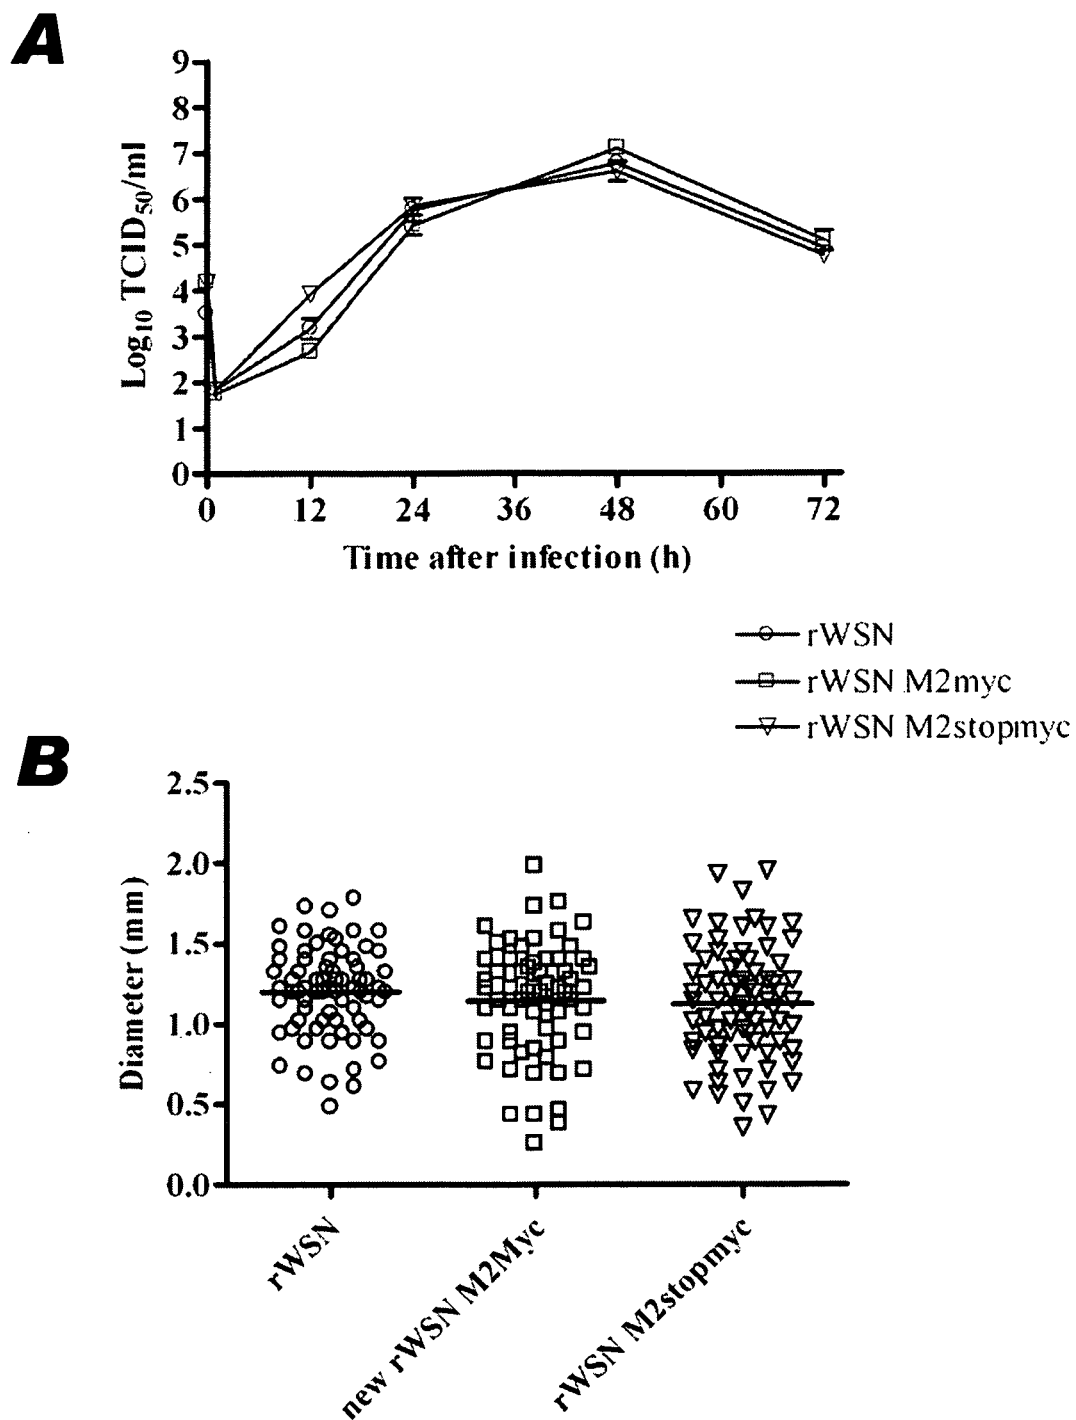 A
9
8
7
6
5
4
3
2
1
0
Log10 TCID50/ml
0 12 24 36 48 60 72
Time after infection (h)
rWSN
rWSN M2myc
rWSN M2stopmyc
B
2.5
2.0
1.5
1.0
0.5
0.0
Diameter (mm)
rWSN
new rWSN M2Myc
rWSN M2stopmyc